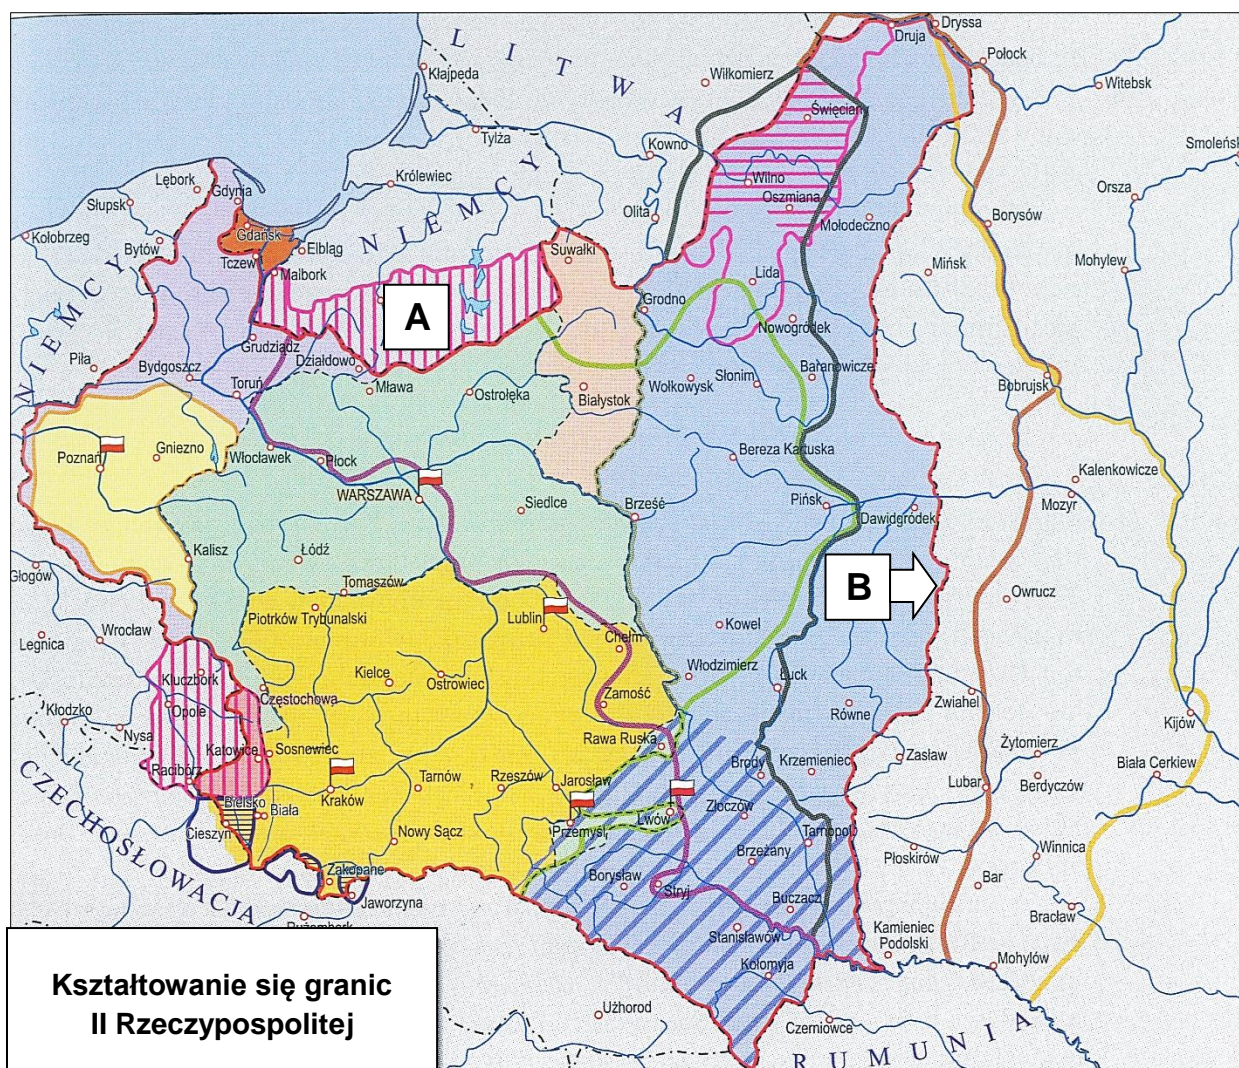 L I T W A
Druja
Dryssa
Połock
Witebsk
Kłajpeda
Wiłkomierz
Święciany
Tylża
Kowno
Smoleńsk
Lębork
Gdynia
Królewiec
Wilno
Oszmiana
Orsza
Słupsk
Olita
Mołodeczno
Borysów
Kołobrzeg
Bytów
Gdańsk
Elbląg
NIEMCY
Tczew
Suwałki
Mińsk
Mohylew
Malbork
Lida
NIEMCY
A
Grodno
Nowogródek
Grudziądz
Działdowo
Piła
Bydgoszcz
Toruń
Mława
Ostrołęka
Białystok
Wołkowysk
Słonim
Baranowicze
Bobrujsk
Poznań
Gniezno
Włocławek
Płock
Bereza Kartuska
Kalenkowicze
WARSZAWA
Siedlce
Brześć
Pińsk
Dawidgródek
Mozyr
Kalisz
Łódź
Głogów
Tomaszów
B
Owrucz
Piotrków Trybunalski
Lublin
Kowel
Legnica
Wrocław
Chełm
Włodzimierz
Kluczbork
Kielce
Ostrowiec
Łuck
Zwiahel
Częstochowa
Zamość
Równe
Kłodzko
Opole
Nysa
Kijów
Katowice
Sosnowiec
Rawa Ruska
Zasław
Żytomierz
Racibórz
Brody
Krzemieniec
Biała Cerkiew
Tarnów
Rzeszów
Jarosław
Lubar
Berdyczów
Bielsko
Biała
Kraków
Lwów
Złoczów
Cieszyn
Nowy Sącz
Przemyśl
Tarnopol
CZECHOSŁOWACJA
Płoskirów
Winnica
Brzeżany
Zakopane
Borysław
Stryj
Bar
Jaworzyna
Buczacz
Bracław
Stanisławów
Kamieniec
Podolski
Kołomyja
Mohylów
Kształtowanie się granic
II Rzeczypospolitej
Użhorod
Czerniowce
RUMUNIA